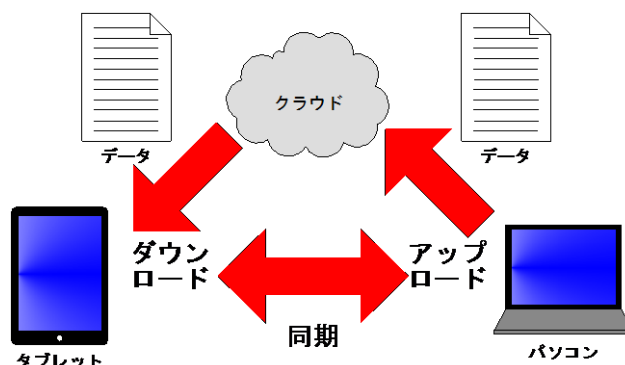 クラウド
データ
データ
ダウン
ロード
アップ
ロード
同期
タブレット
パソコン